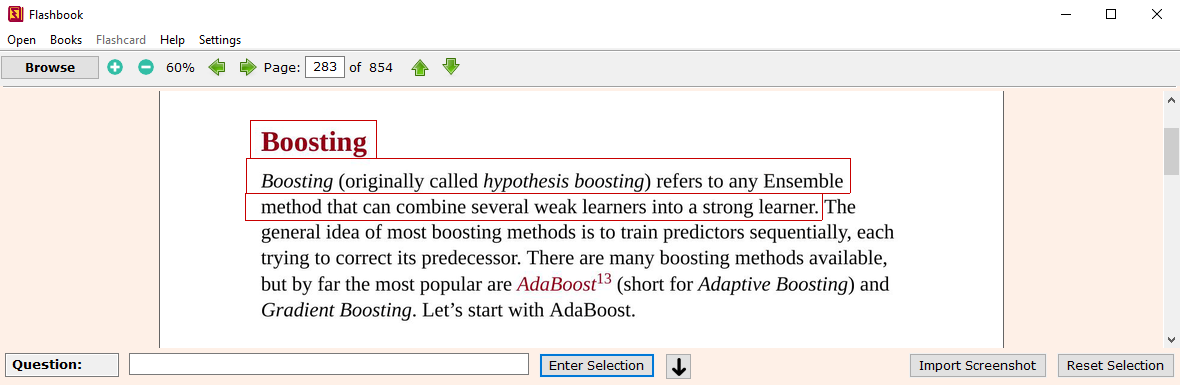 Flashbook
Open Books Flashcard Help Settings
Browse 60% Page: 283 of 854
Boosting
Boosting (originally called hypothesis boosting) refers to any Ensemble
method that can combine several weak learners into a strong learner. The
general idea of most boosting methods is to train predictors sequentially, each
trying to correct its predecessor. There are many boosting methods available,
but by far the most popular are AdaBoost13 (short for Adaptive Boosting) and
Gradient Boosting. Let’s start with AdaBoost.
Question: Enter Selection Import Screenshot Reset Selection